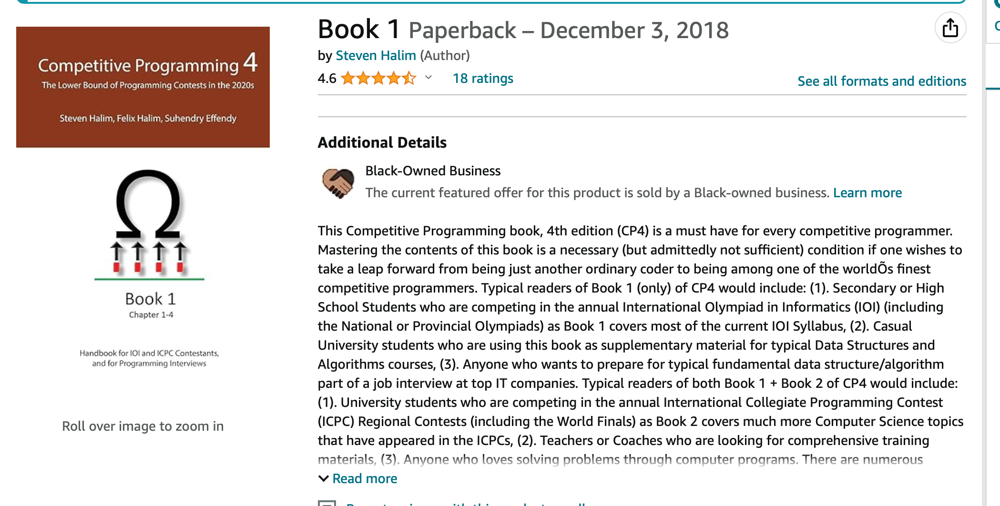 Competitive Programming 4
The Lower Bound of Programming Contests in the 2020s
Steven Halim, Felix Halim, Suhendry Effendy
Ω
Book 1
Chapter 1-4
Handbook for IOI and ICPC Contestants,
and for Programming Interviews
Roll over image to zoom in
Book 1 Paperback – December 3, 2018
by Steven Halim (Author)
4.6 18 ratings
See all formats and editions
Additional Details
Black-Owned Business
The current featured offer for this product is sold by a Black-owned business. Learn more
This Competitive Programming book, 4th edition (CP4) is a must have for every competitive programmer.
Mastering the contents of this book is a necessary (but admittedly not sufficient) condition if one wishes to
take a leap forward from being just another ordinary coder to being among one of the worldÕs finest
competitive programmers. Typical readers of Book 1 (only) of CP4 would include: (1). Secondary or High
School Students who are competing in the annual International Olympiad in Informatics (IOI) (including
the National or Provincial Olympiads) as Book 1 covers most of the current IOI Syllabus, (2). Casual
University students who are using this book as supplementary material for typical Data Structures and
Algorithms courses, (3). Anyone who wants to prepare for typical fundamental data structure/algorithm
part of a job interview at top IT companies. Typical readers of both Book 1 + Book 2 of CP4 would include:
(1). University students who are competing in the annual International Collegiate Programming Contest
(ICPC) Regional Contests (including the World Finals) as Book 2 covers much more Computer Science topics
that have appeared in the ICPCs, (2). Teachers or Coaches who are looking for comprehensive training
materials, (3). Anyone who loves solving problems through computer programs. There are numerous
Read more